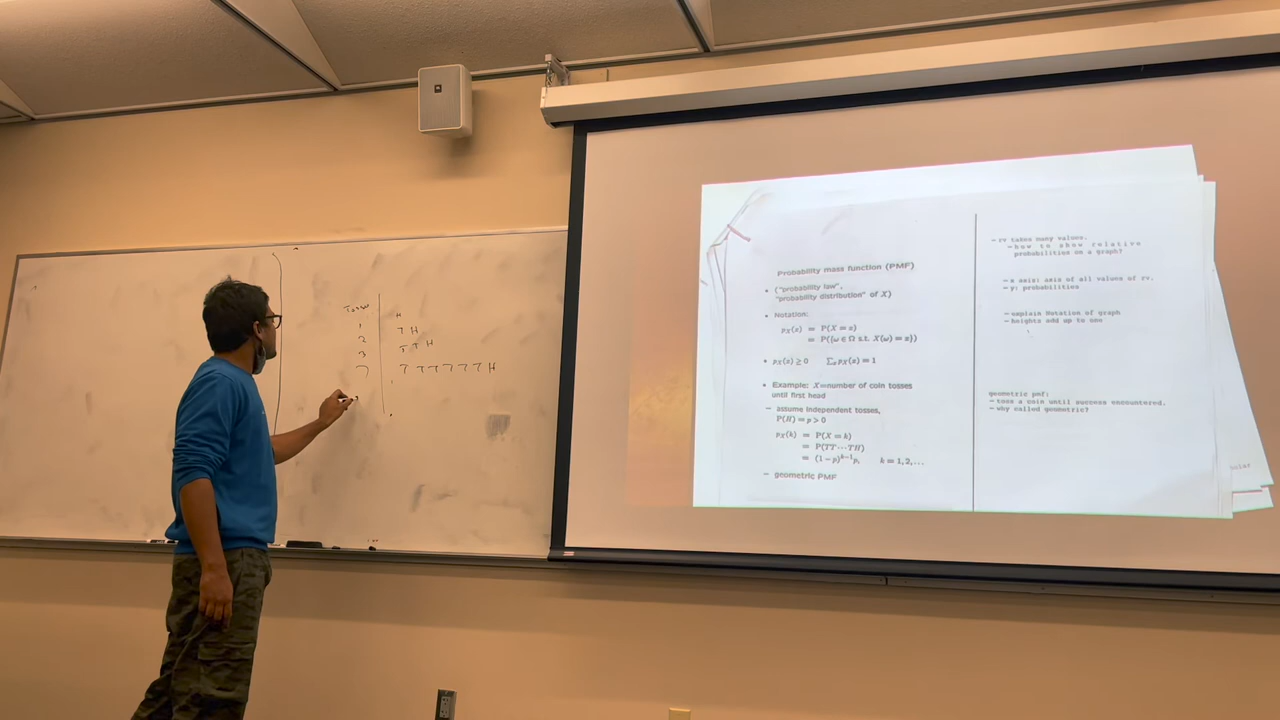 Toss
1 H
2 T H
3 T T H
7 T T T T T T H
Probability mass function (PMF)
• ("probability law",
"probability distribution" of X)
• Notation:
pX(x) = P(X = x)
= P({ω ∈ Ω s.t. X(ω) = x})
• pX(x) ≥ 0 Σx pX(x) = 1
• Example: X=number of coin tosses
until first head
– assume independent tosses,
P(H) = p > 0
pX(k) = P(X = k)
= P(TT···TH)
= (1 − p)^{k−1}p, k = 1, 2, ...
– geometric PMF
– rv takes many values.
– how to show relative
probabilities on a graph?
– x axis: axis of all values of rv.
– y: probabilities
– explain Notation of graph
– heights add up to one
geometric pmf:
– toss a coin until success encountered.
– why called geometric?